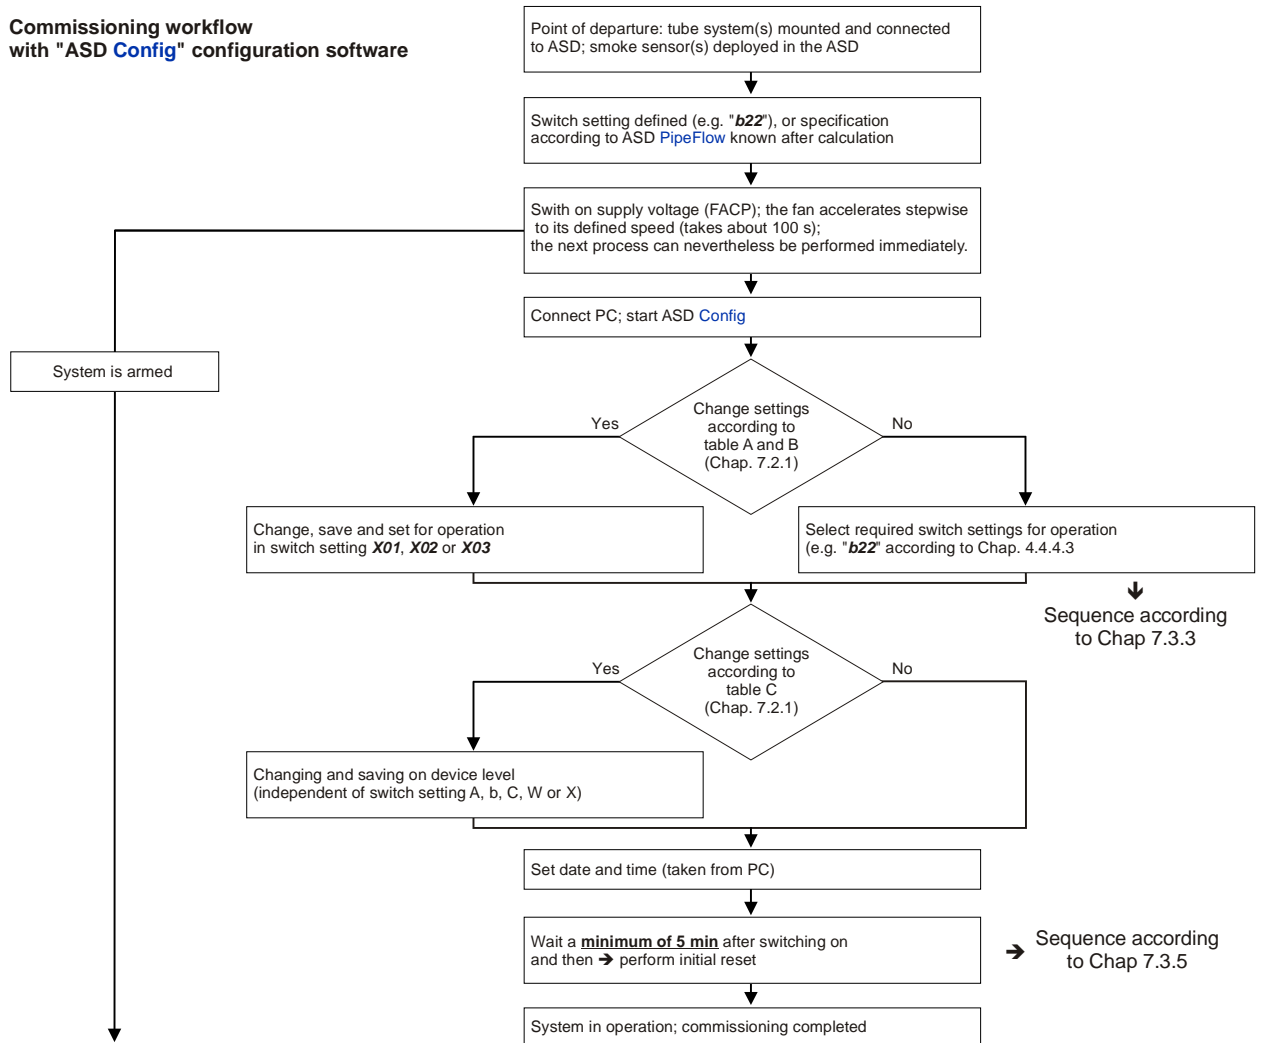 Commissioning workflow
with "ASD Config" configuration software
Point of departure: tube system(s) mounted and connected
to ASD; smoke sensor(s) deployed in the ASD
Switch setting defined (e.g. "b22"), or specification
according to ASD PipeFlow known after calculation
Swith on supply voltage (FACP); the fan accelerates stepwise
to its defined speed (takes about 100 s);
the next process can nevertheless be performed immediately.
Connect PC; start ASD Config
System is armed
Change settings
according to
table A and B
(Chap. 7.2.1)
Yes
No
Change, save and set for operation
in switch setting X01, X02 or X03
Select required switch settings for operation
(e.g. "b22" according to Chap. 4.4.4.3
Sequence according
to Chap 7.3.3
Change settings
according to
table C
(Chap. 7.2.1)
Yes
No
Changing and saving on device level
(independent of switch setting A, b, C, W or X)
Set date and time (taken from PC)
Wait a minimum of 5 min after switching on
and then ➔ perform initial reset
➔ Sequence according
to Chap 7.3.5
System in operation; commissioning completed